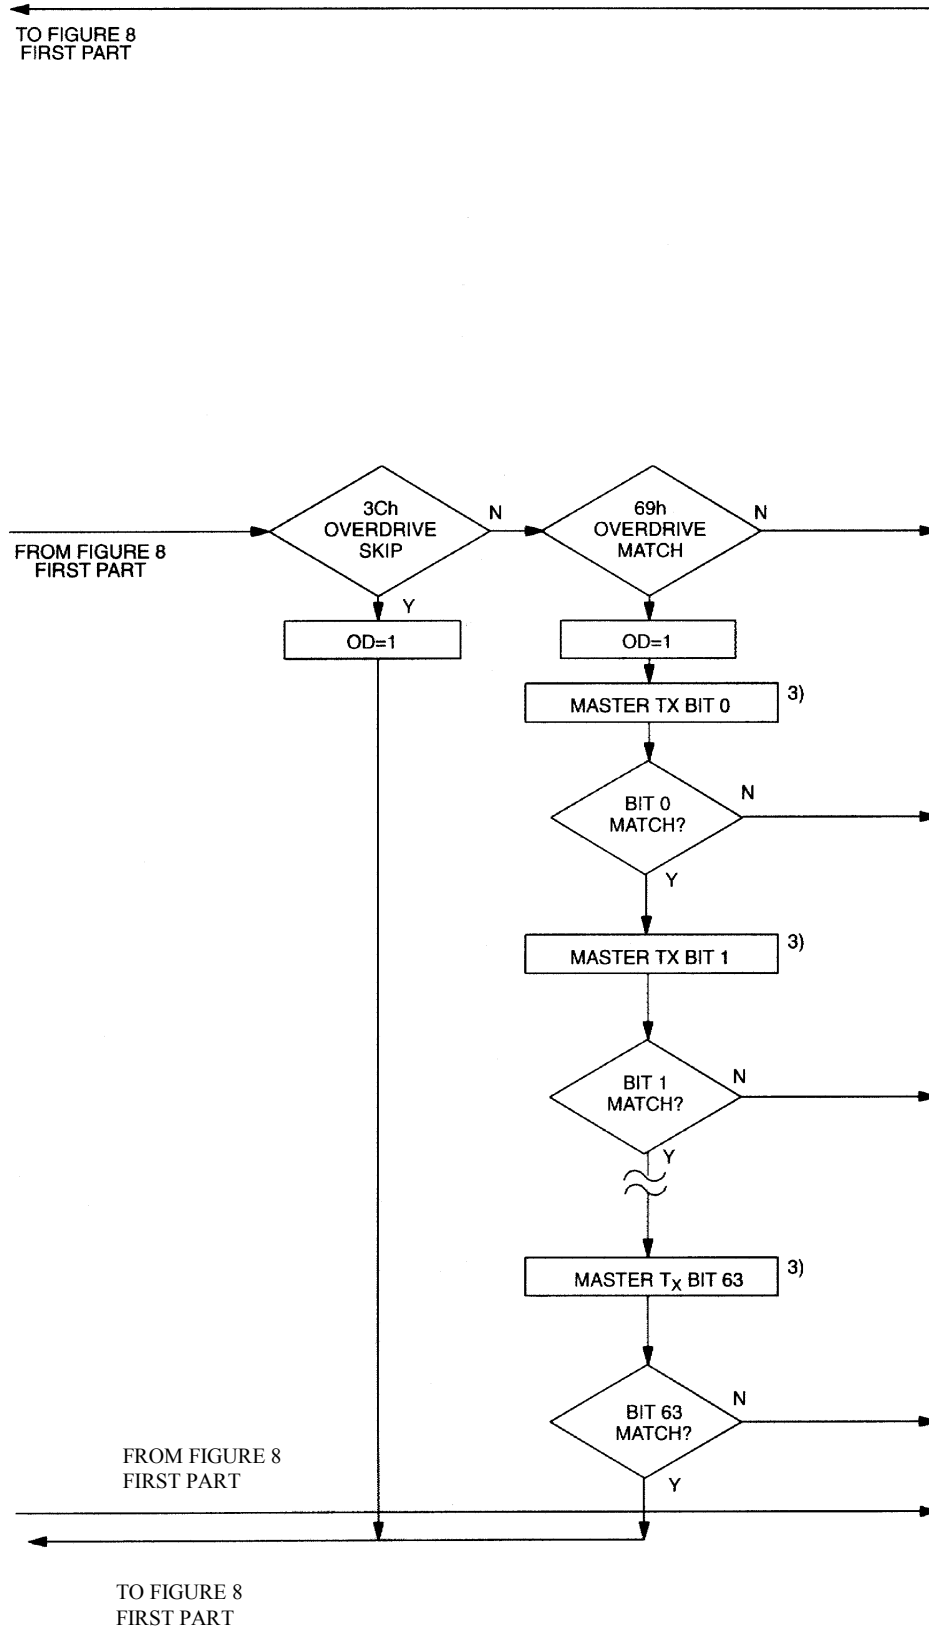 TO FIGURE 8
FIRST PART
3Ch
OVERDRIVE
SKIP
N
69h
OVERDRIVE
MATCH
N
FROM FIGURE 8
FIRST PART
Y
OD=1
OD=1
MASTER TX BIT 0
3)
BIT 0
MATCH?
N
Y
MASTER TX BIT 1
3)
BIT 1
MATCH?
N
Y
MASTER TX BIT 63
3)
BIT 63
MATCH?
N
Y
FROM FIGURE 8
FIRST PART
TO FIGURE 8
FIRST PART